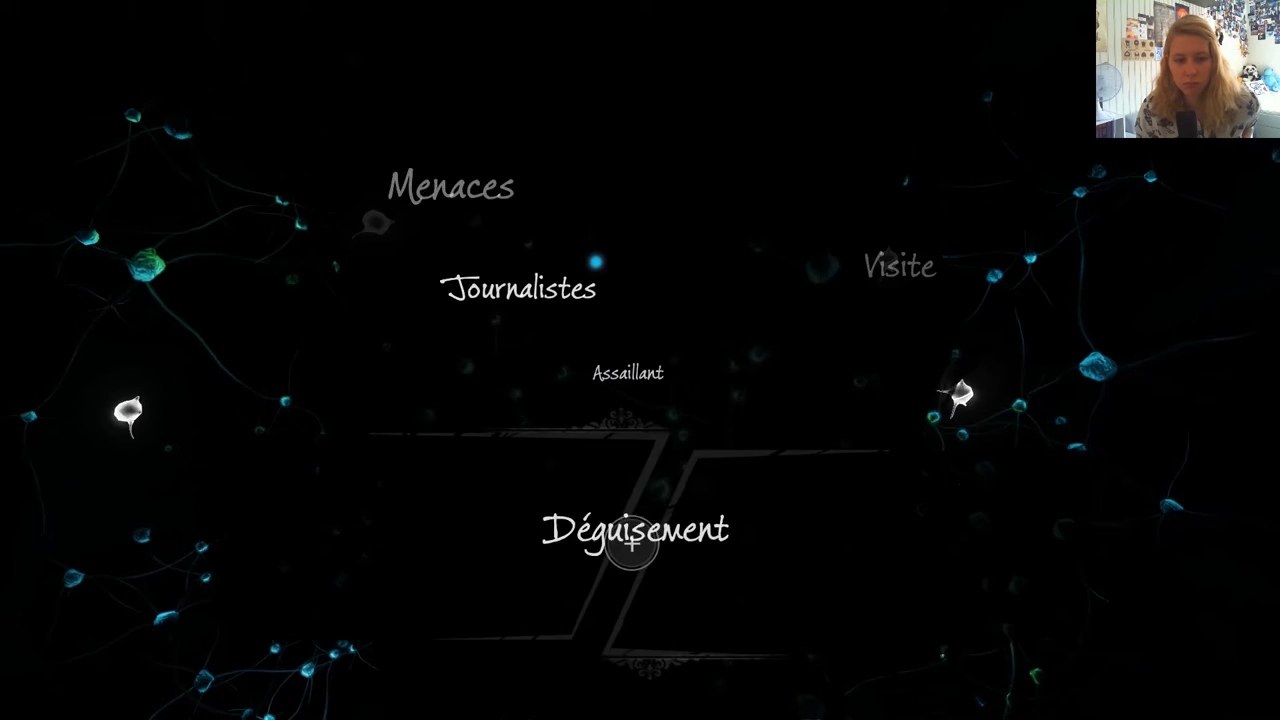 Menaces
Visite
Journalistes
Assaillant
Déguisement